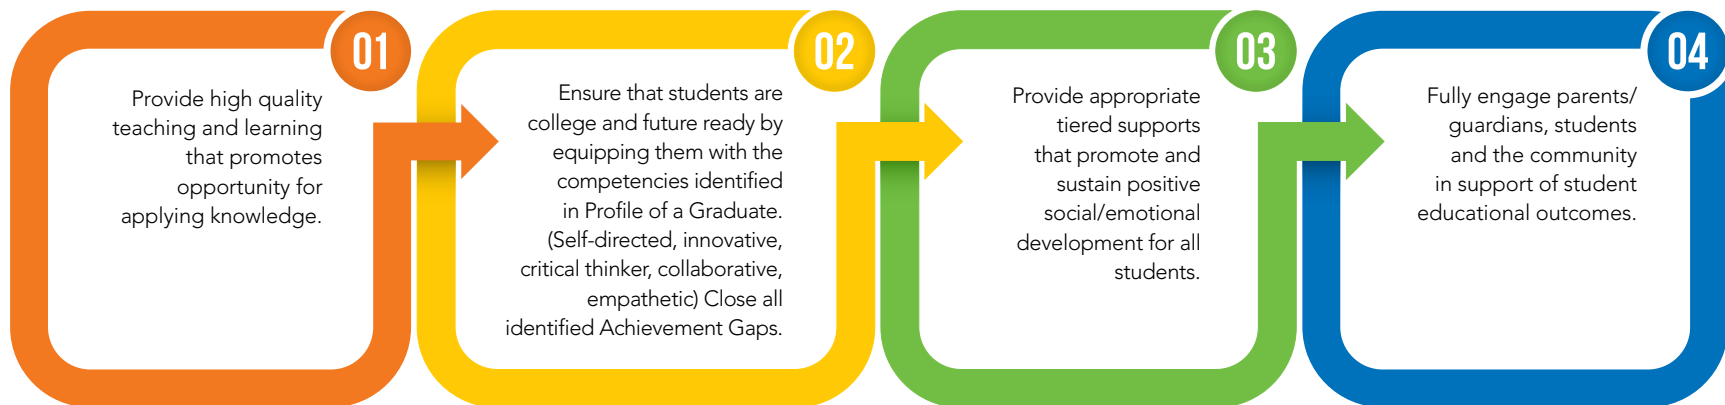 01
Provide high quality
teaching and learning
that promotes
opportunity for
applying knowledge.
02
Ensure that students are
college and future ready by
equipping them with the
competencies identified
in Profile of a Graduate.
(Self-directed, innovative,
critical thinker, collaborative,
empathetic) Close all
identified Achievement Gaps.
03
Provide appropriate
tiered supports
that promote and
sustain positive
social/emotional
development for all
students.
04
Fully engage parents/
guardians, students
and the community
in support of student
educational outcomes.